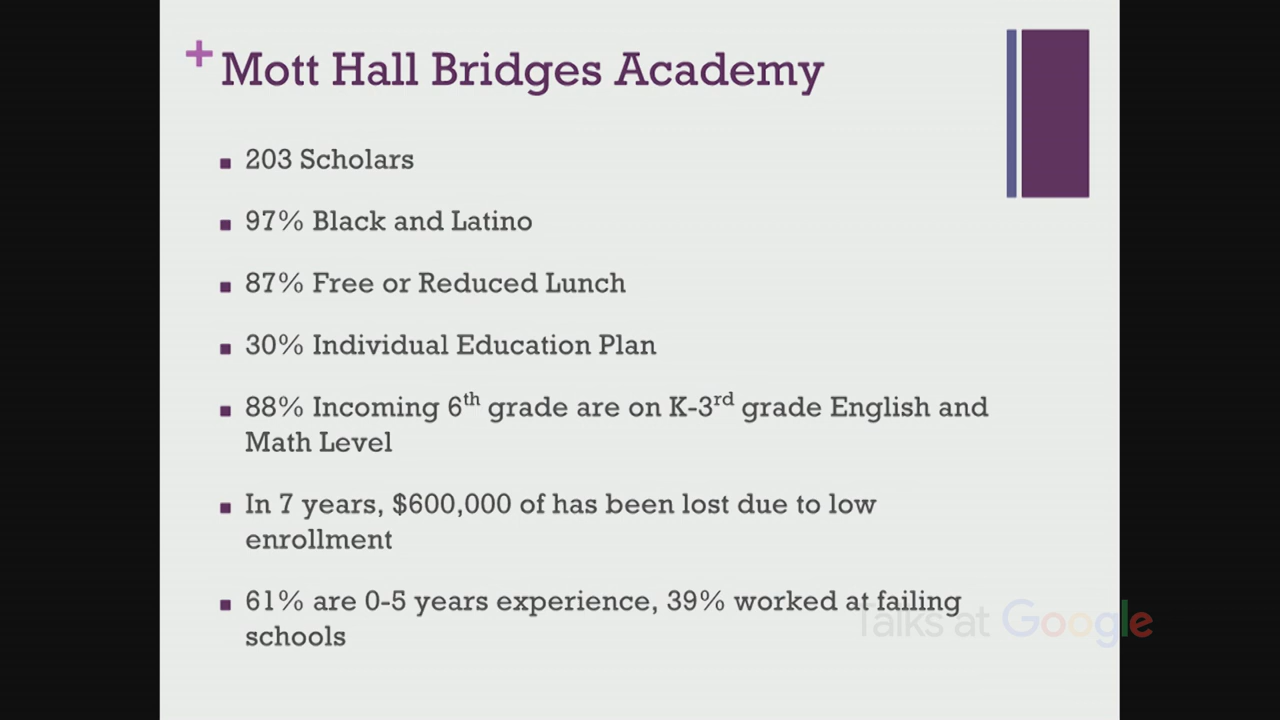 + Mott Hall Bridges Academy
203 Scholars
97% Black and Latino
87% Free or Reduced Lunch
30% Individual Education Plan
88% Incoming 6th grade are on K-3rd grade English and
Math Level
In 7 years, $600,000 of has been lost due to low
enrollment
61% are 0-5 years experience, 39% worked at failing
schools
Talks at Google